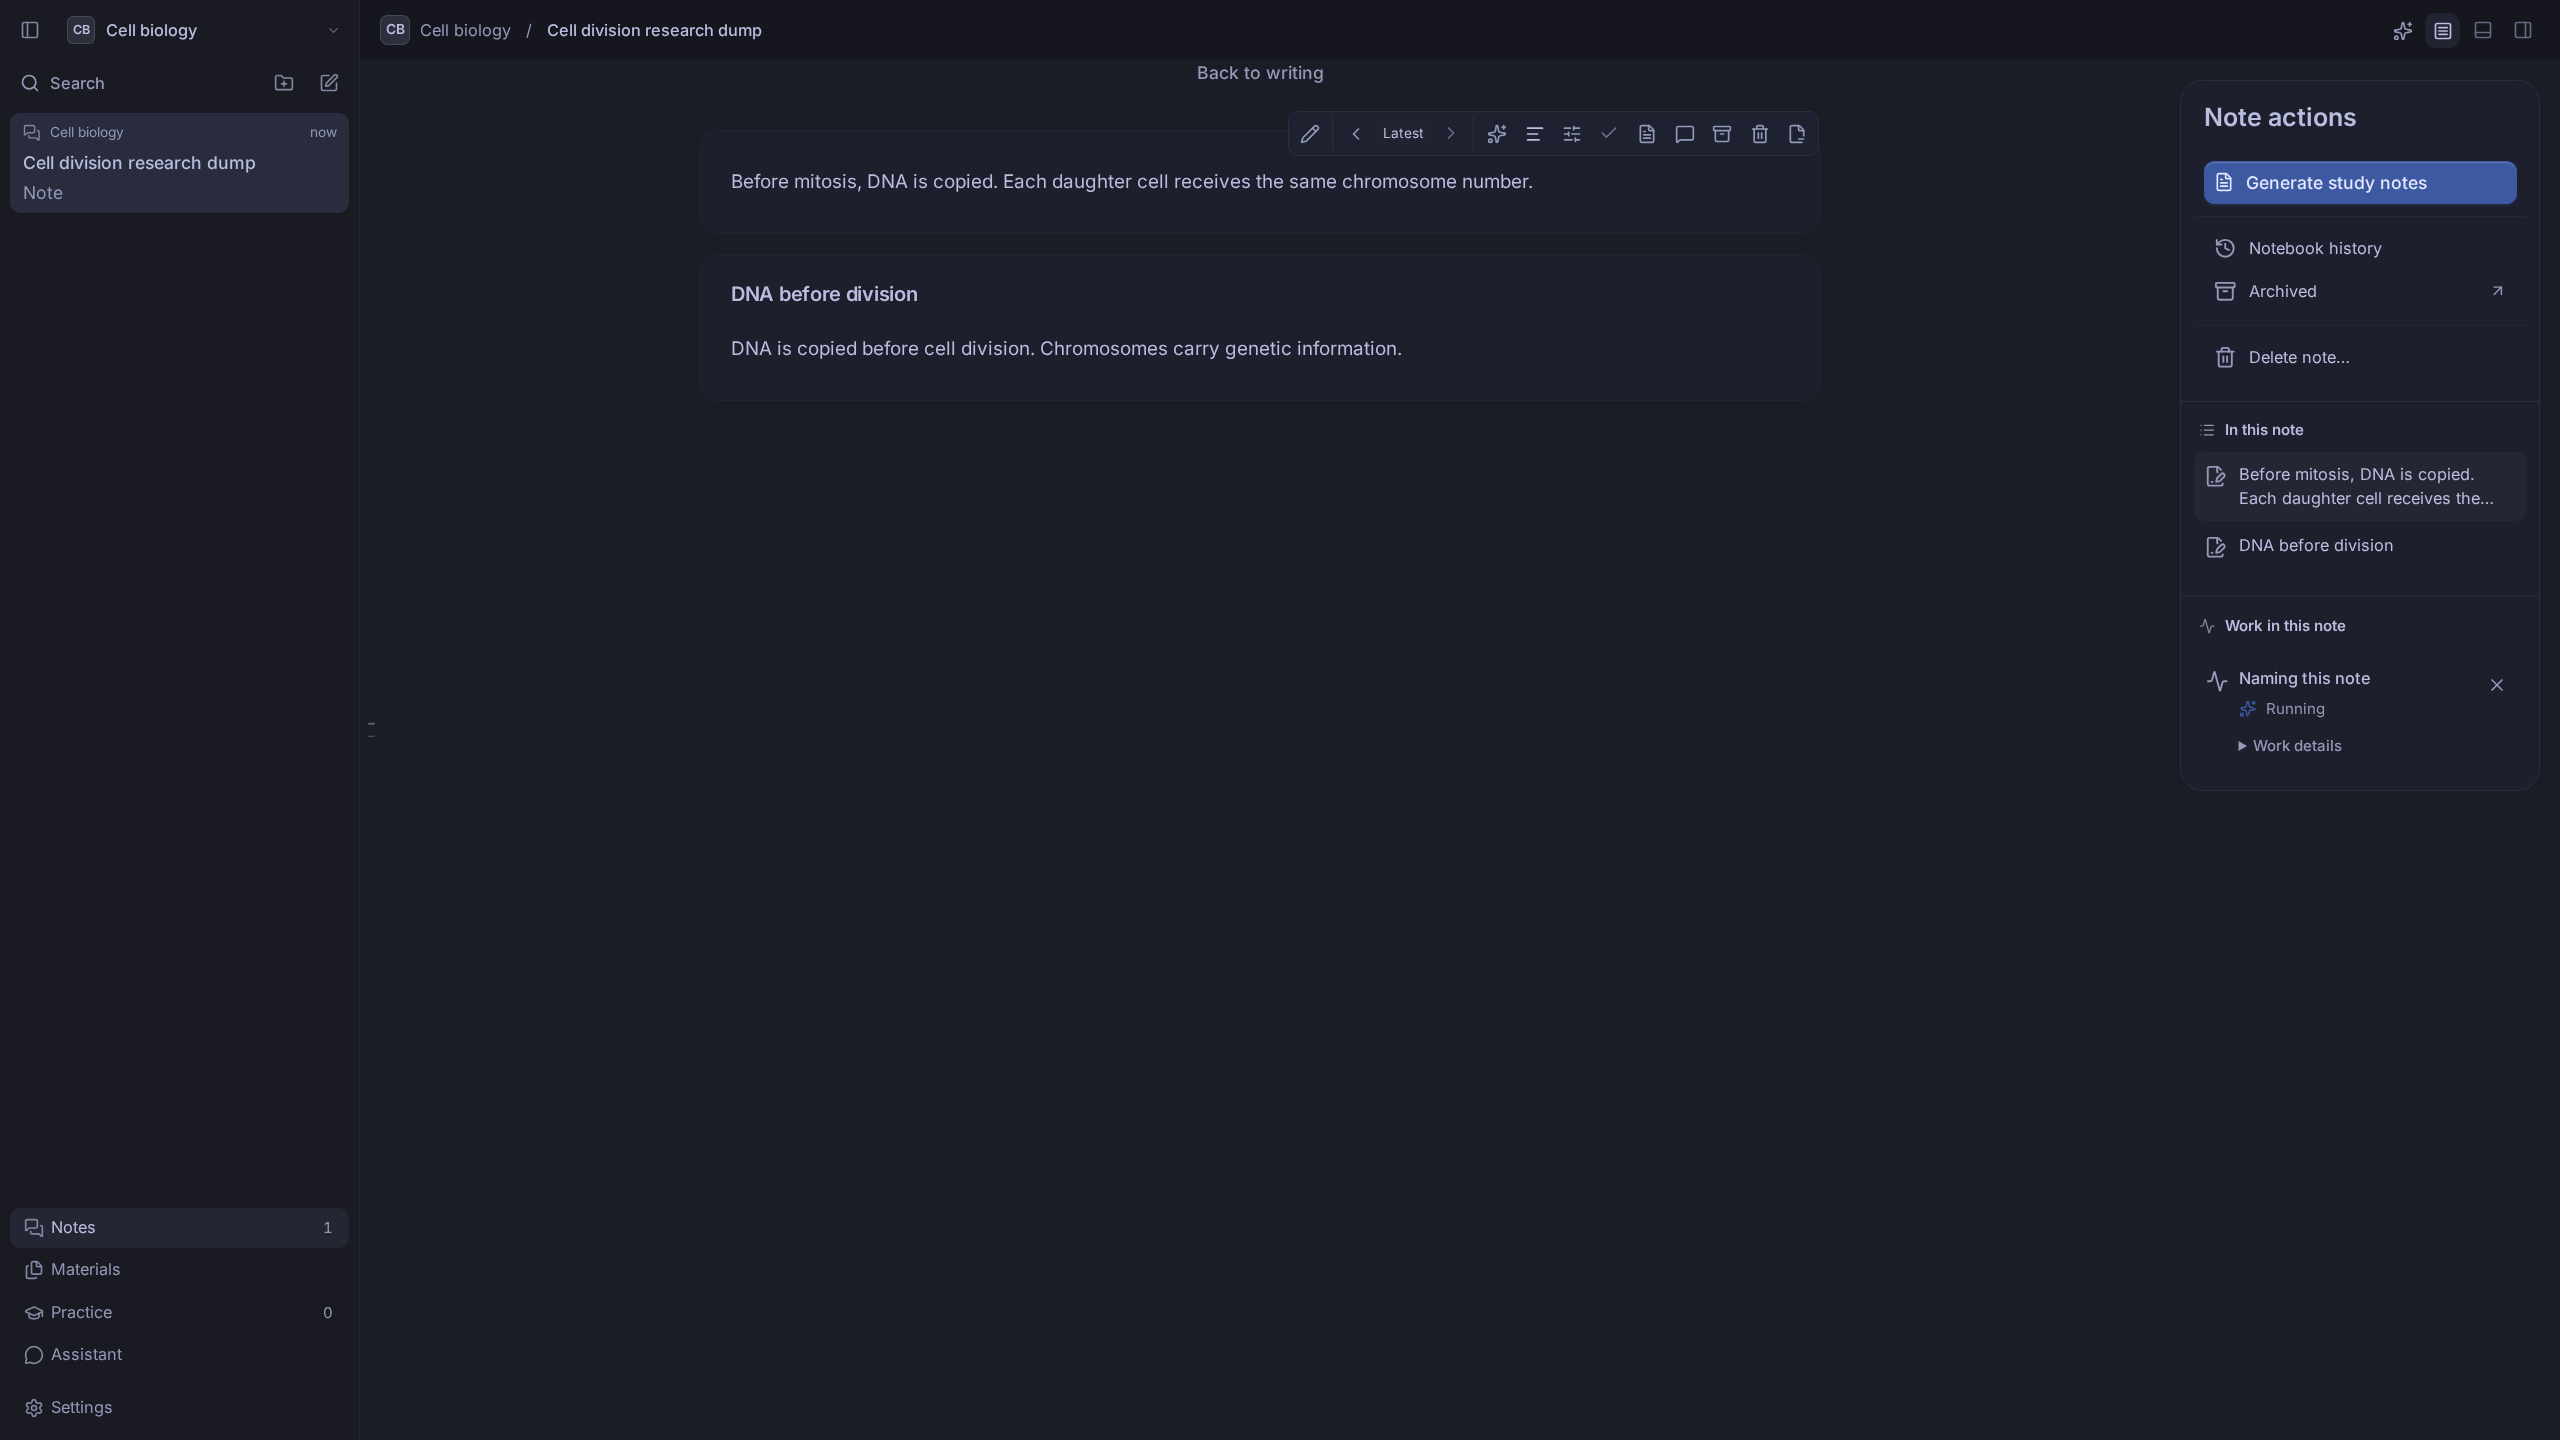 CB Cell biology
Search
Cell biology now
Cell division research dump
Note
Notes 1
Materials
Practice 0
Assistant
Settings
CB Cell biology / Cell division research dump
Back to writing
Latest
Before mitosis, DNA is copied. Each daughter cell receives the same chromosome number.
DNA before division
DNA is copied before cell division. Chromosomes carry genetic information.
Note actions
Generate study notes
Notebook history
Archived
Delete note...
In this note
Before mitosis, DNA is copied.
Each daughter cell receives the...
DNA before division
Work in this note
Naming this note
Running
Work details